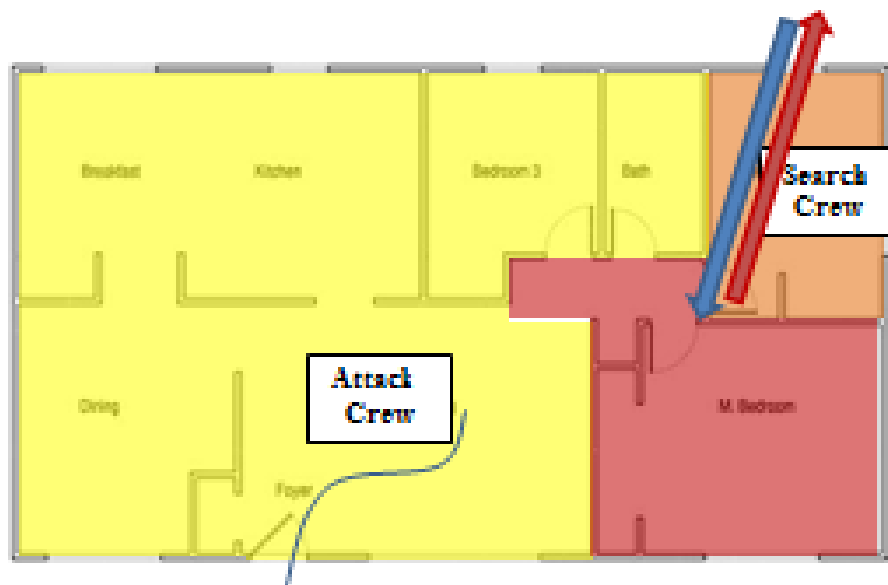 Breakfast
Kitchen
Bedroom 3
Bath
Search
Crew
Attack
Crew
Dining
M. Bedroom
Foyer